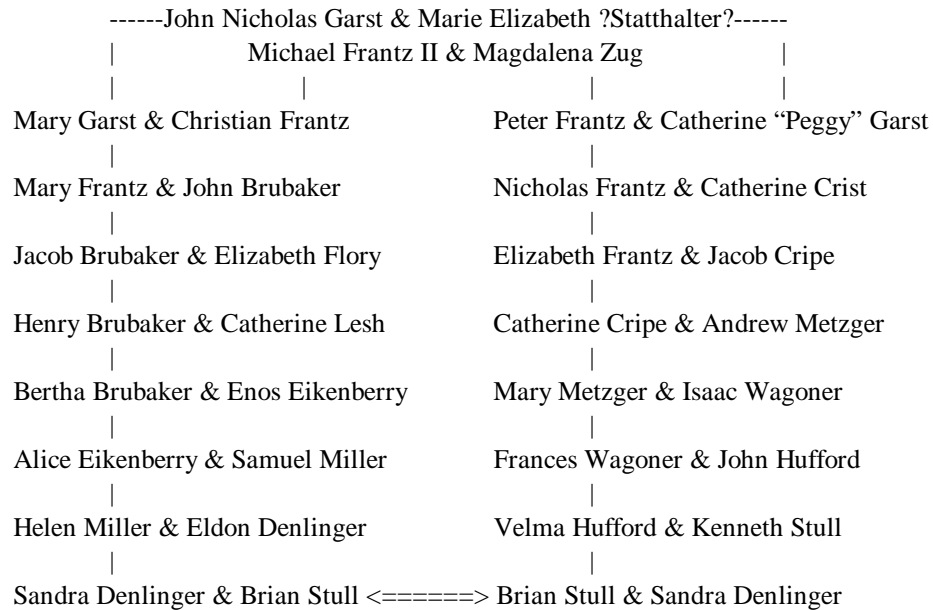 ------John Nicholas Garst & Marie Elizabeth ?Statthalter?------
| Michael Frantz II & Magdalena Zug |
| | | |
Mary Garst & Christian Frantz Peter Frantz & Catherine “Peggy” Garst
| |
Mary Frantz & John Brubaker Nicholas Frantz & Catherine Crist
| |
Jacob Brubaker & Elizabeth Flory Elizabeth Frantz & Jacob Cripe
| |
Henry Brubaker & Catherine Lesh Catherine Cripe & Andrew Metzger
| |
Bertha Brubaker & Enos Eikenberry Mary Metzger & Isaac Wagoner
| |
Alice Eikenberry & Samuel Miller Frances Wagoner & John Hufford
| |
Helen Miller & Eldon Denlinger Velma Hufford & Kenneth Stull
| |
Sandra Denlinger & Brian Stull <======> Brian Stull & Sandra Denlinger